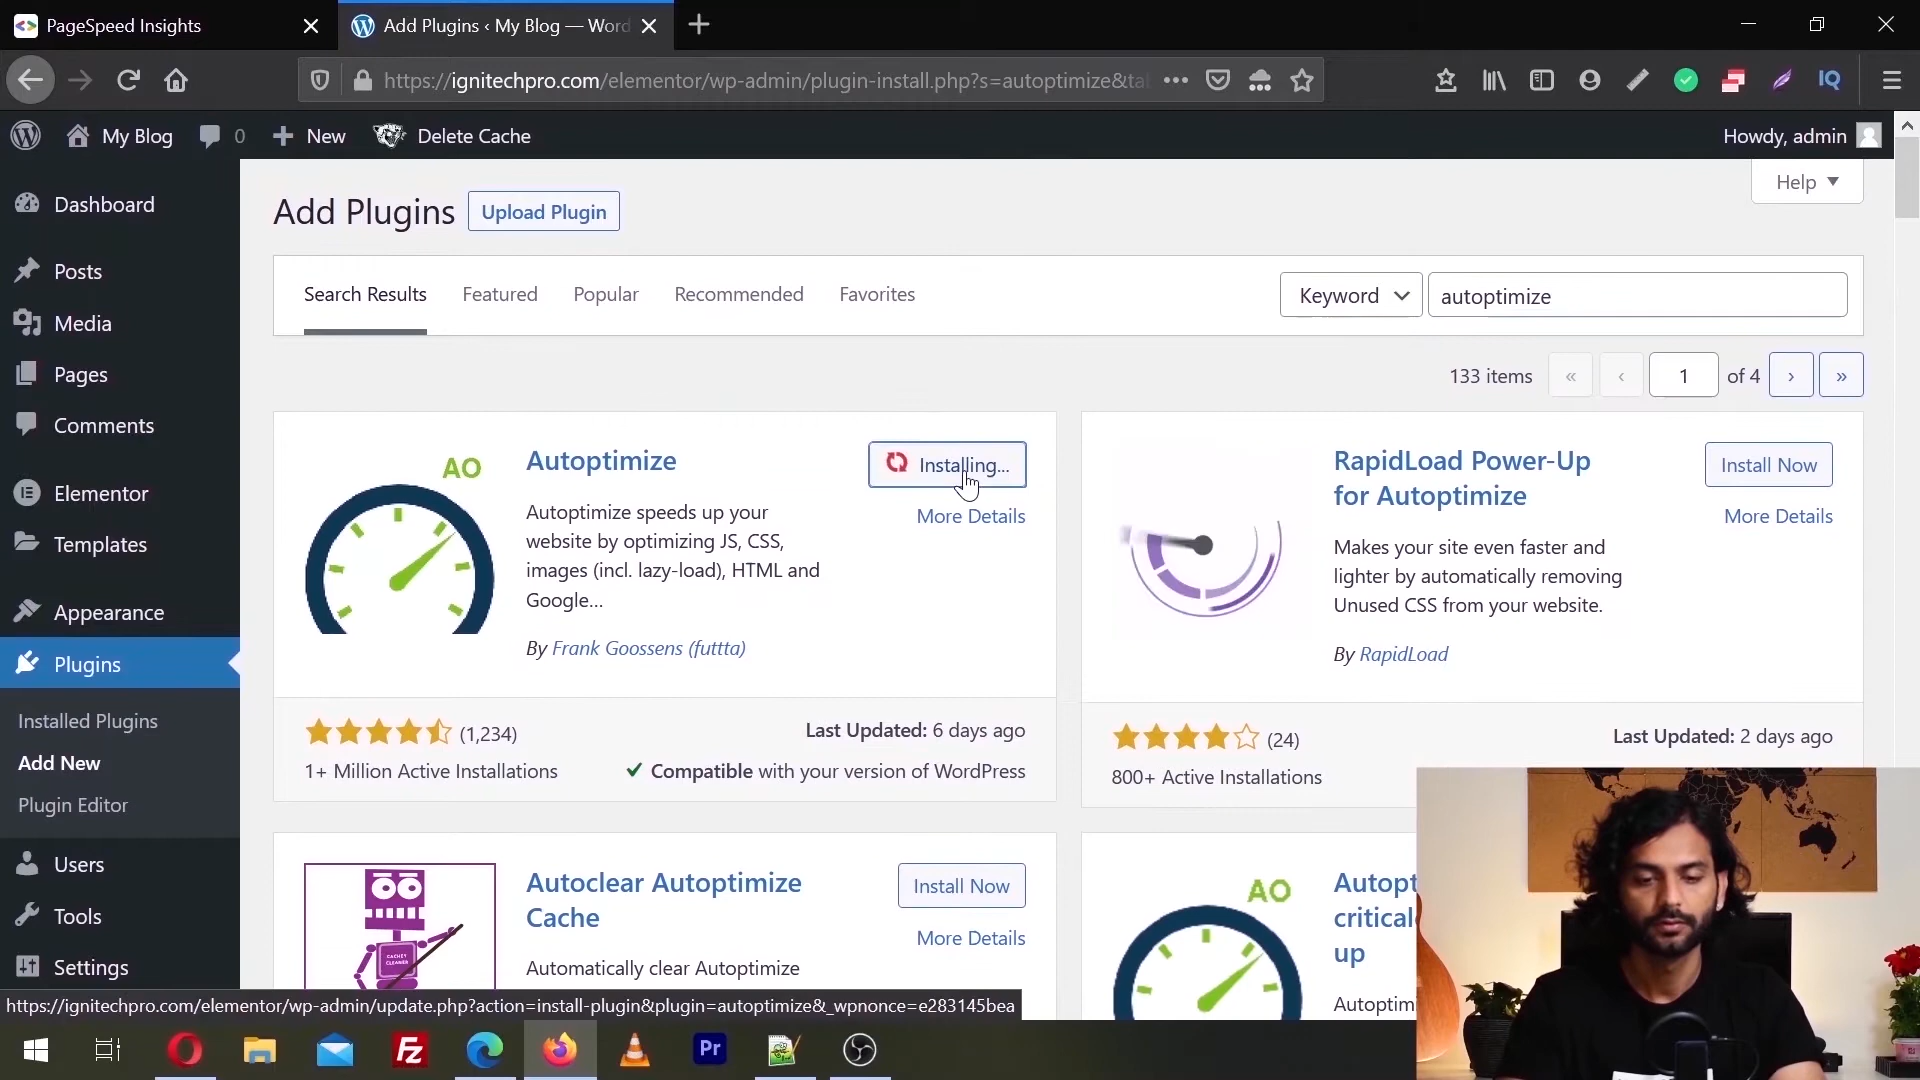 PageSpeed Insights
Add Plugins ‹ My Blog — Word
https://ignitechpro.com/elementor/wp-admin/plugin-install.php?s=autoptimize&ta
IQ
My Blog
0
New
Delete Cache
Howdy, admin
Dashboard
Posts
Media
Pages
Comments
Elementor
Templates
Appearance
Plugins
Installed Plugins
Add New
Plugin Editor
Users
Tools
Settings
Add Plugins
Upload Plugin
Help
Search Results Featured Popular Recommended Favorites
Keyword
autoptimize
133 items « ‹ 1 of 4 › »
AO
Autoptimize
Installing...
More Details
Autoptimize speeds up your
website by optimizing JS, CSS,
images (incl. lazy-load), HTML and
Google…
By Frank Goossens (futtta)
(1,234)
Last Updated: 6 days ago
1+ Million Active Installations
Compatible with your version of WordPress
RapidLoad Power-Up
for Autoptimize
Install Now
More Details
Makes your site even faster and
lighter by automatically removing
Unused CSS from your website.
By RapidLoad
(24)
Last Updated: 2 days ago
800+ Active Installations
CACHE
CLEANER
Autoclear Autoptimize
Cache
Install Now
More Details
Automatically clear Autoptimize
AO
Autopt
critical
up
Autoptim
https://ignitechpro.com/elementor/wp-admin/update.php?action=install-plugin&plugin=autoptimize&_wpnonce=e283145bea
Fz
Pr